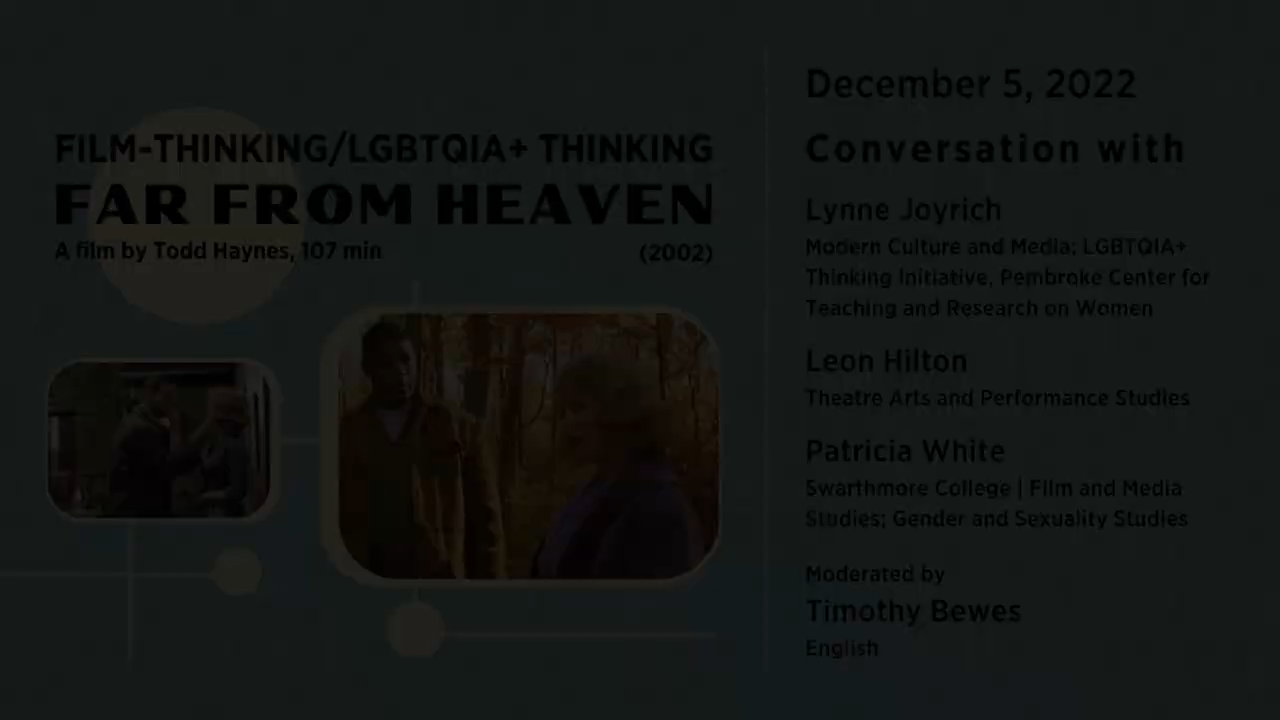 FILM-THINKING/LGBTQIA+ THINKING
FAR FROM HEAVEN
A film by Todd Haynes, 107 min (2002)
December 5, 2022
Conversation with
Lynne Joyrich
Modern Culture and Media; LGBTQIA+
Thinking Initiative, Pembroke Center for
Teaching and Research on Women
Leon Hilton
Theatre Arts and Performance Studies
Patricia White
Swarthmore College | Film and Media
Studies; Gender and Sexuality Studies
Moderated by
Timothy Bewes
English